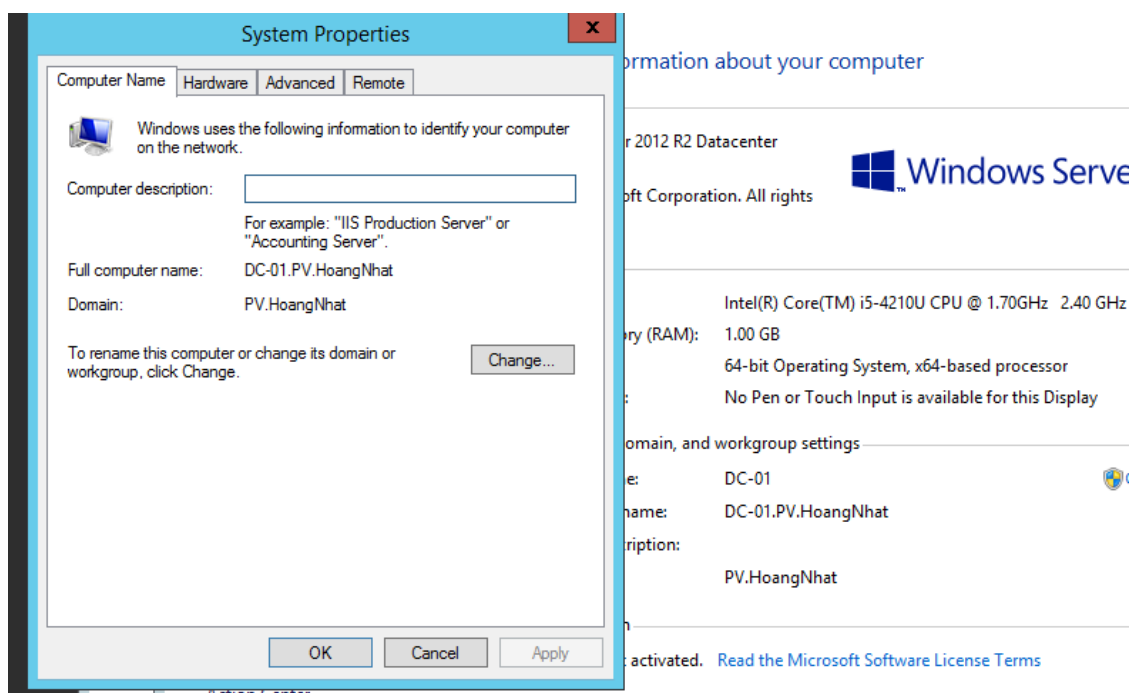 System Properties
x
Computer Name Hardware Advanced Remote
Windows uses the following information to identify your computer
on the network.
Computer description:
For example: "IIS Production Server" or
"Accounting Server".
Full computer name: DC-01.PV.HoangNhat
Domain: PV.HoangNhat
To rename this computer or change its domain or
workgroup, click Change.
Change...
OK Cancel Apply
ormation about your computer
r 2012 R2 Datacenter
Windows Serve
oft Corporation. All rights
Intel(R) Core(TM) i5-4210U CPU @ 1.70GHz 2.40 GHz
ory (RAM): 1.00 GB
64-bit Operating System, x64-based processor
: No Pen or Touch Input is available for this Display
omain, and workgroup settings
e: DC-01
name: DC-01.PV.HoangNhat
cription:
PV.HoangNhat
n
activated. Read the Microsoft Software License Terms